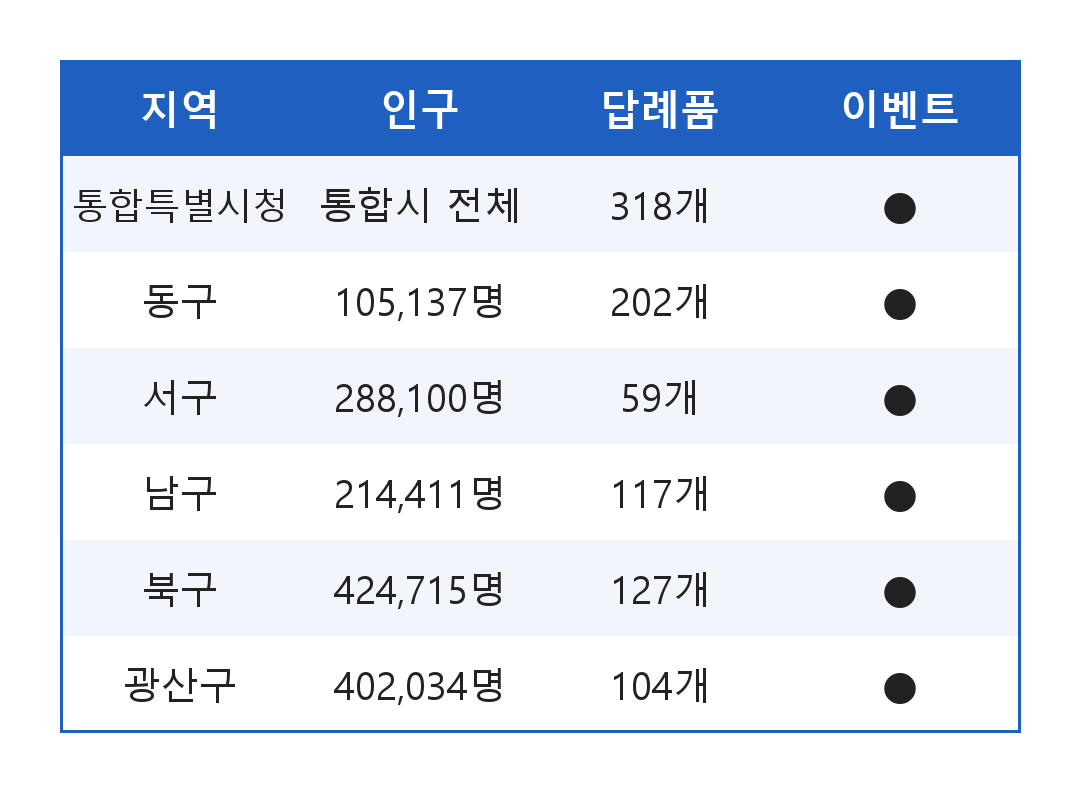 지역 인구 답례품 이벤트
통합특별시청 통합시 전체 318개 ●
동구 105,137명 202개 ●
서구 288,100명 59개 ●
남구 214,411명 117개 ●
북구 424,715명 127개 ●
광산구 402,034명 104개 ●